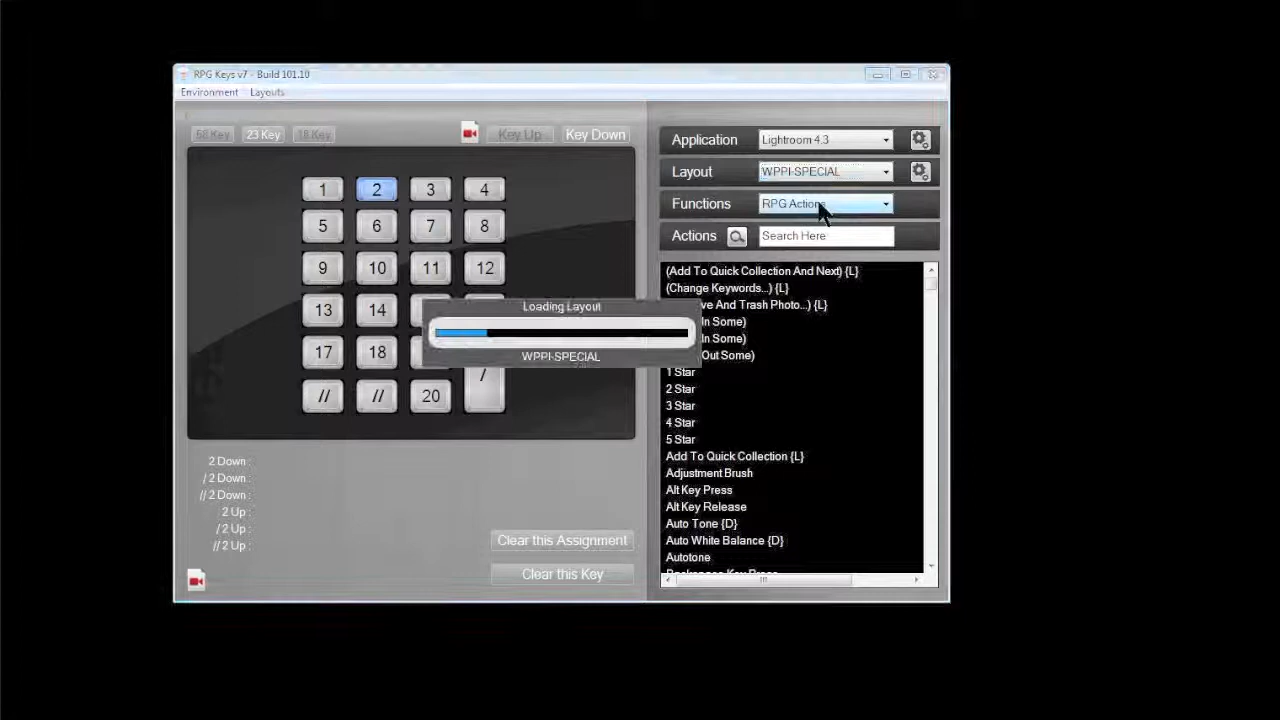 RPG Keys v7 - Build 101.10
Environment Layouts
58 Key 23 Key 18 Key Key Up Key Down
Application Lightroom 4.3
Layout WPPI-SPECIAL
Functions RPG Actions
Actions Search Here
1 2 3 4
5 6 7 8
9 10 11 12
13 14
17 18
// // 20 /
Loading Layout
WPPI-SPECIAL
(Add To Quick Collection And Next) {L}
(Change Keywords...) {L}
ve And Trash Photo...) {L}
In Some)
In Some)
Out Some)
1 Star
2 Star
3 Star
4 Star
5 Star
Add To Quick Collection {L}
Adjustment Brush
Alt Key Press
Alt Key Release
Auto Tone {D}
Auto White Balance {D}
Autotone
Backspace Key Press
2 Down :
/ 2 Down :
// 2 Down :
2 Up :
/ 2 Up :
// 2 Up :
Clear this Assignment
Clear this Key